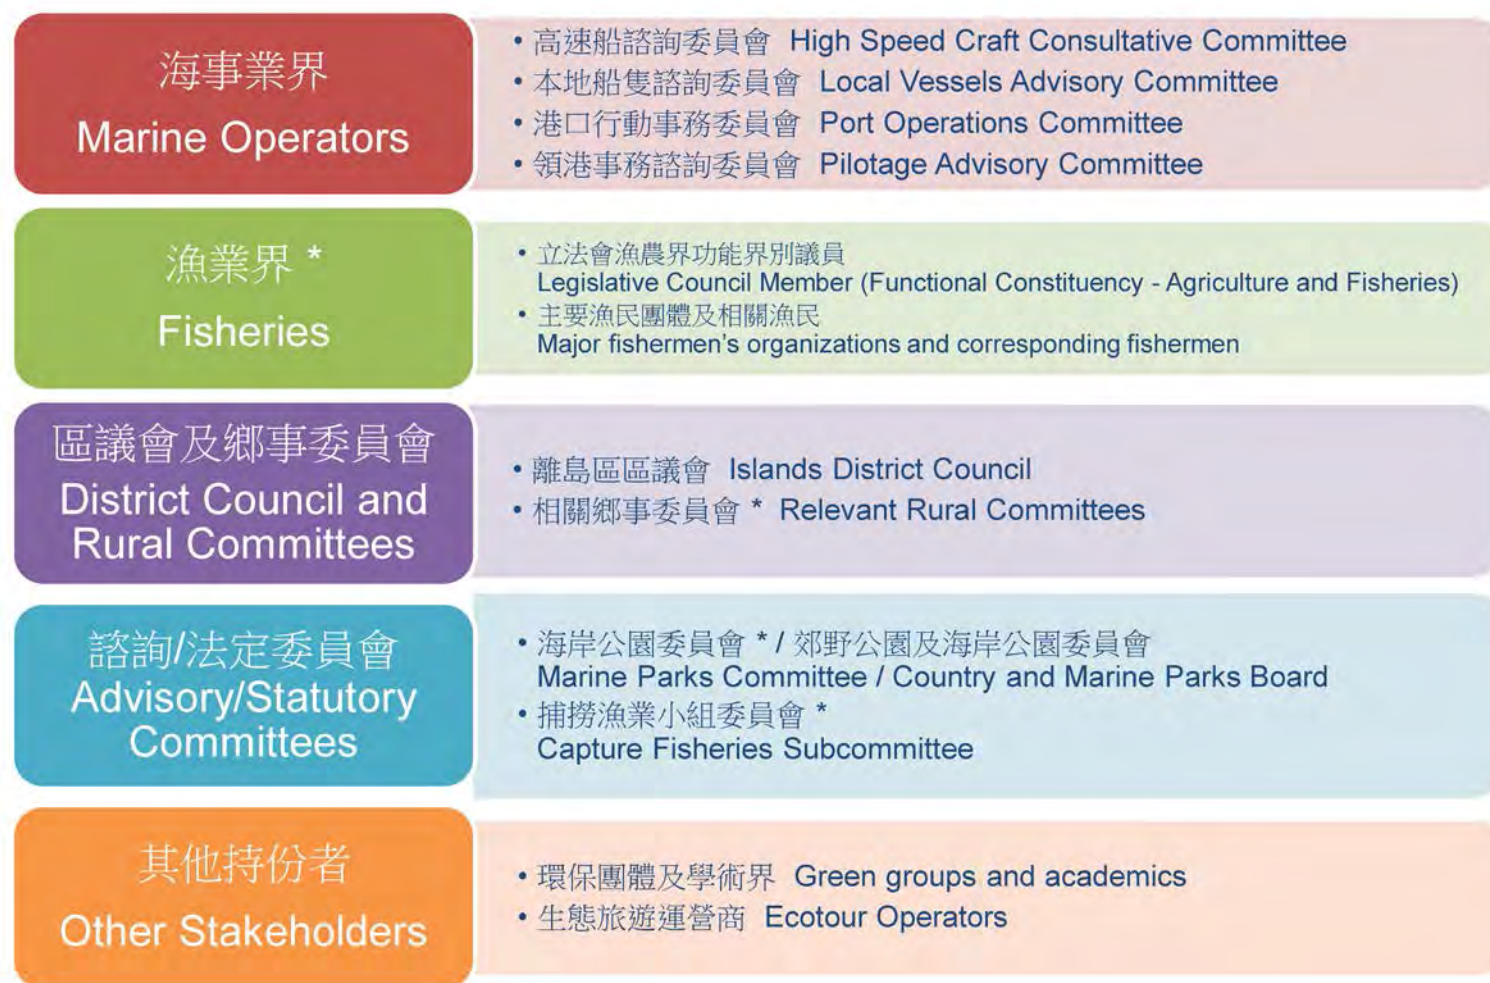 海事業界
Marine Operators
• 高速船諮詢委員會 High Speed Craft Consultative Committee
• 本地船隻諮詢委員會 Local Vessels Advisory Committee
• 港口行動事務委員會 Port Operations Committee
• 領港事務諮詢委員會 Pilotage Advisory Committee
漁業界 *
Fisheries
• 立法會漁農界功能界別議員
Legislative Council Member (Functional Constituency - Agriculture and Fisheries)
• 主要漁民團體及相關漁民
Major fishermen's organizations and corresponding fishermen
區議會及鄉事委員會
District Council and
Rural Committees
• 離島區區議會 Islands District Council
• 相關鄉事委員會 * Relevant Rural Committees
諮詢/法定委員會
Advisory/Statutory
Committees
• 海岸公園委員會 * / 郊野公園及海岸公園委員會
Marine Parks Committee / Country and Marine Parks Board
• 捕撈漁業小組委員會 *
Capture Fisheries Subcommittee
其他持份者
Other Stakeholders
• 環保團體及學術界 Green groups and academics
• 生態旅遊運營商 Ecotour Operators